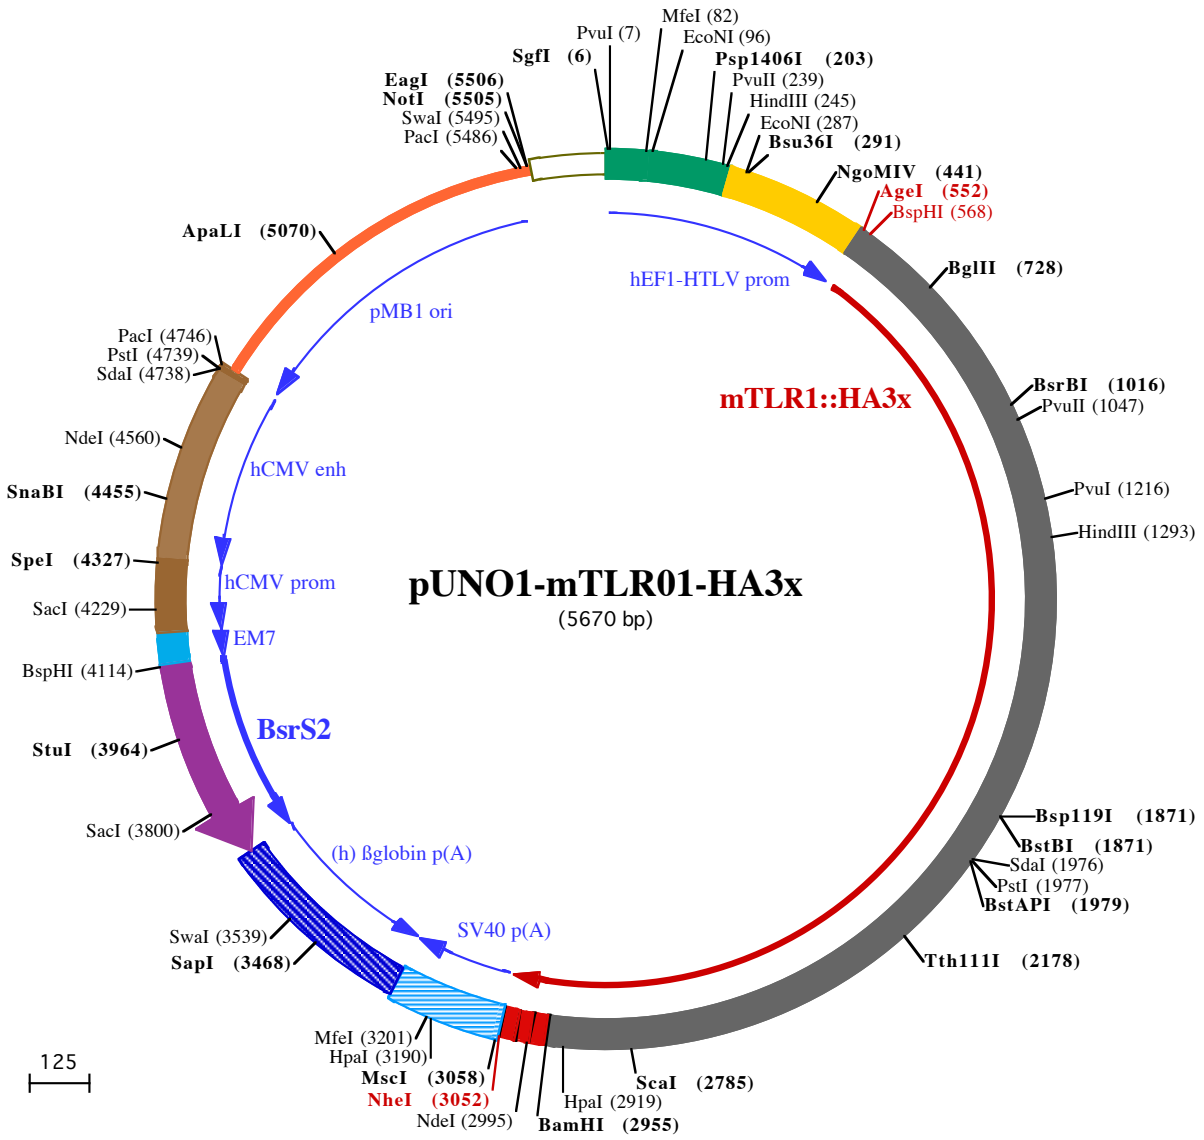 MfeI (82)
PvuI (7)
EcoNI (96)
SgfI (6)
Psp1406I (203)
EagI (5506)
PvuII (239)
NotI (5505)
HindIII (245)
SwaI (5495)
EcoNI (287)
PacI (5486)
Bsu36I (291)
NgoMIV (441)
AgeI (552)
BspHI (568)
ApaLI (5070)
BglII (728)
hEF1-HTLV prom
pMB1 ori
PacI (4746)
PstI (4739)
SdaI (4738)
BsrBI (1016)
mTLR1::HA3x
PvuII (1047)
NdeI (4560)
hCMV enh
SnaBI (4455)
PvuI (1216)
HindIII (1293)
SpeI (4327)
hCMV prom
pUNO1-mTLR01-HA3x
SacI (4229)
(5670 bp)
EM7
BspHI (4114)
BsrS2
StuI (3964)
Bsp119I (1871)
SacI (3800)
BstBI (1871)
(h) ßglobin p(A)
SdaI (1976)
PstI (1977)
BstAPI (1979)
SV40 p(A)
SwaI (3539)
SapI (3468)
Tth111I (2178)
MfeI (3201)
HpaI (3190)
125
MscI (3058)
ScaI (2785)
NheI (3052)
HpaI (2919)
NdeI (2995)
BamHI (2955)